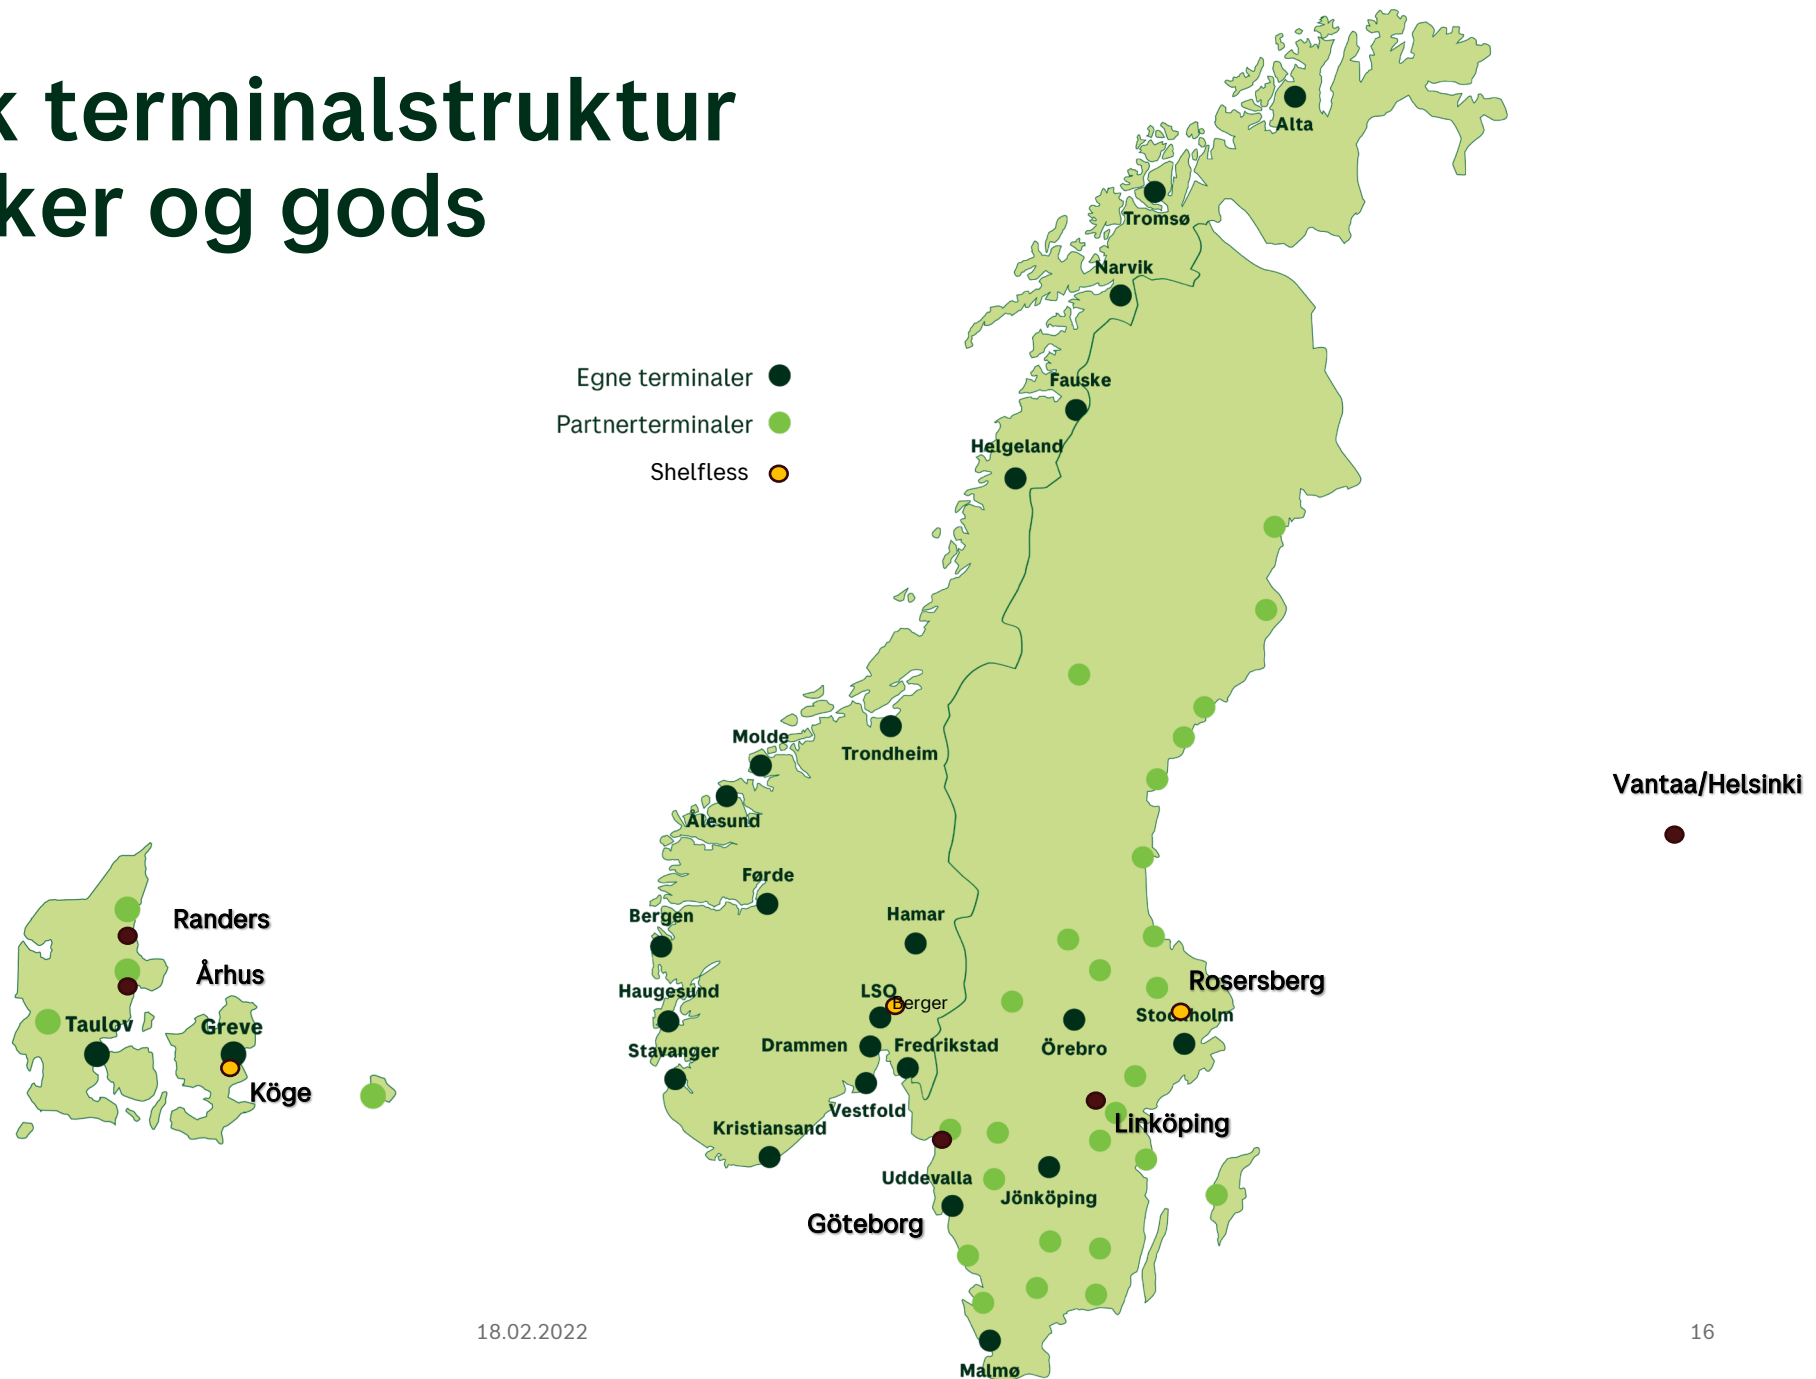 k terminalstruktur
ker og gods
Egne terminaler
Partnerterminaler
Shelfless
Alta
Tromsø
Narvik
Fauske
Helgeland
Trondheim
Molde
Ålesund
Førde
Bergen
Hamar
Haugesund
LSO
Berger
Stavanger
Drammen
Fredrikstad
Vestfold
Kristiansand
Vantaa/Helsinki
Rosersberg
Stockholm
Örebro
Linköping
Uddevalla
Jönköping
Göteborg
Malmø
Randers
Århus
Taulov
Greve
Köge
18.02.2022
16